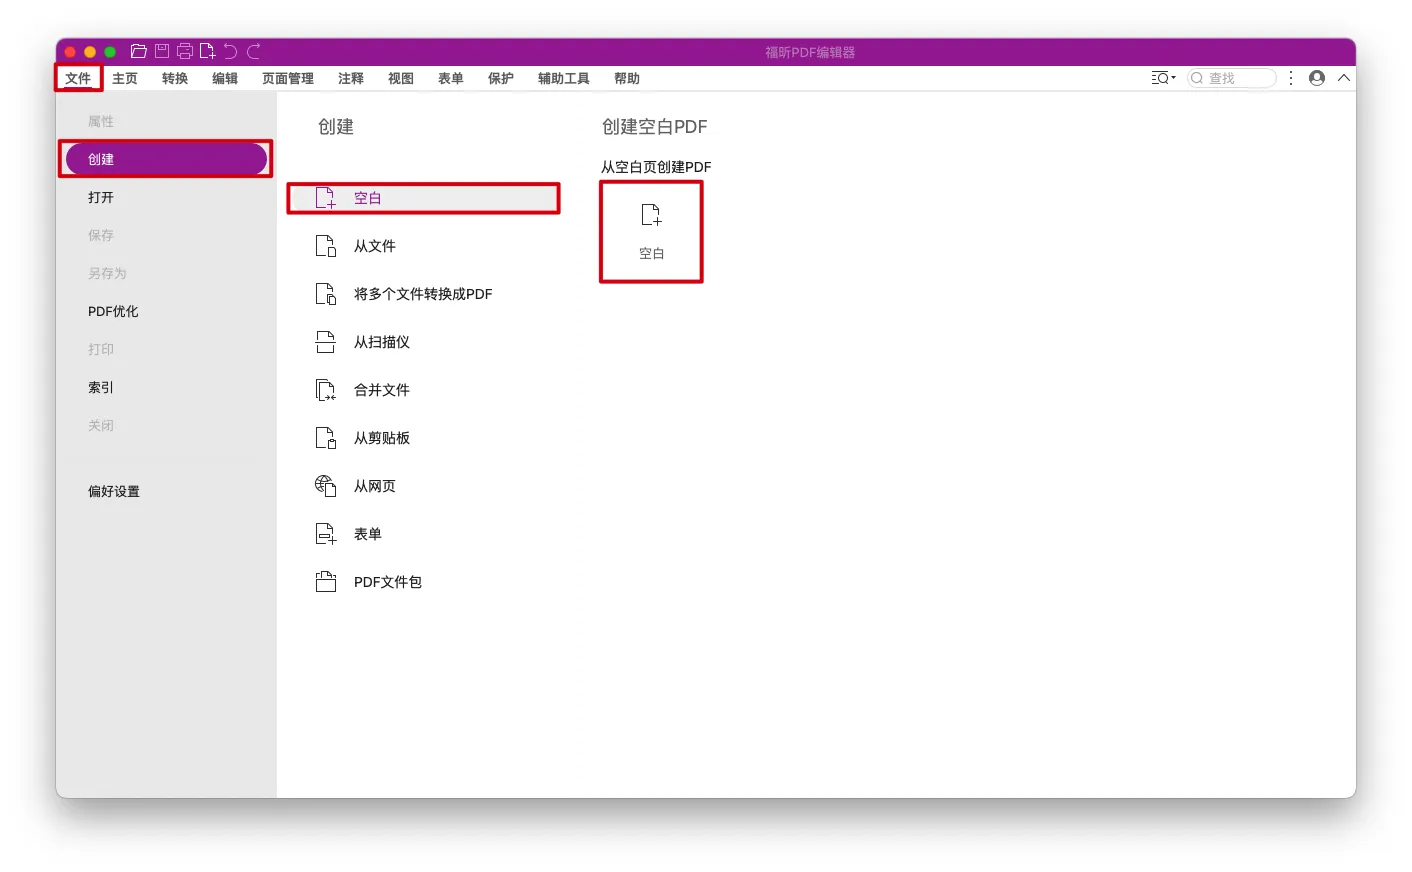 福昕PDF编辑器
文件 主页 转换 编辑 页面管理 注释 视图 表单 保护 辅助工具 帮助 查找
属性
创建
打开
保存
另存为
PDF优化
打印
索引
关闭
偏好设置
创建
空白
从文件
将多个文件转换成PDF
从扫描仪
合并文件
从剪贴板
从网页
表单
PDF文件包
创建空白PDF
从空白页创建PDF
空白